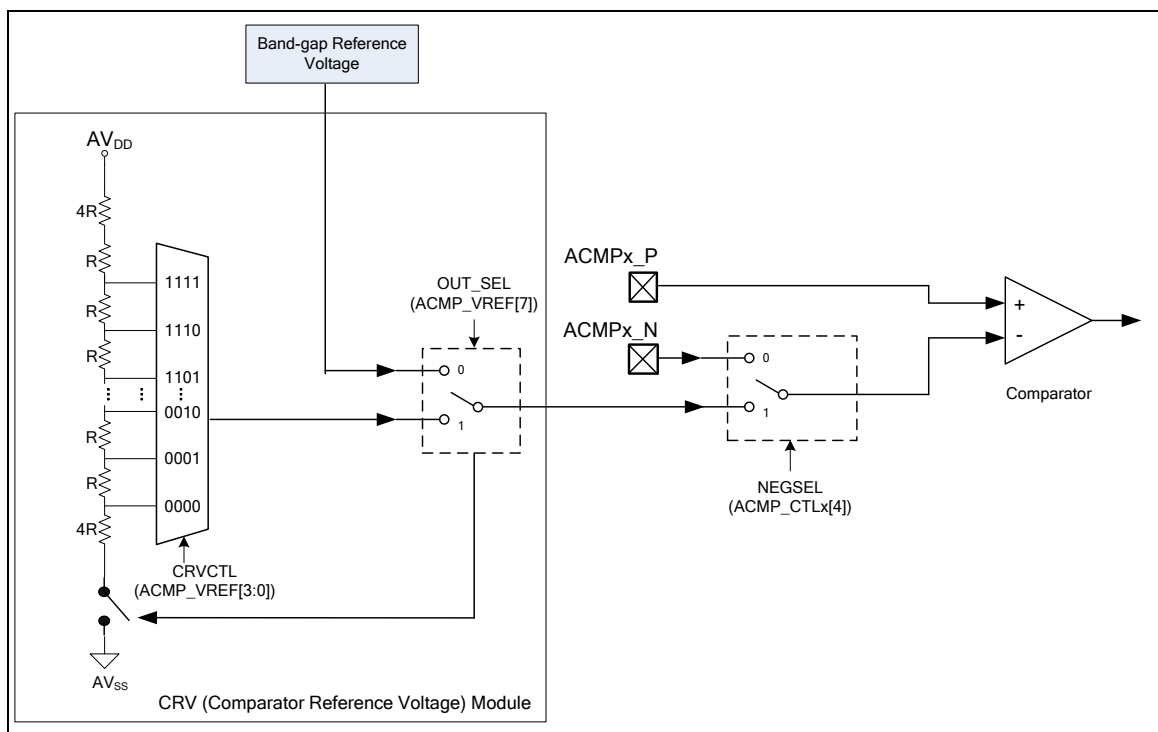 Band-gap Reference
Voltage
AVDD
4R
R
R
R
R
R
4R
1111
1110
1101
... ... ...
0010
0001
0000
CRVCTL
(ACMP_VREF[3:0])
AVSS
OUT_SEL
(ACMP_VREF[7])
0
1
CRV (Comparator Reference Voltage) Module
ACMPx_P
ACMPx_N
0
1
NEGSEL
(ACMP_CTLx[4])
+
-
Comparator